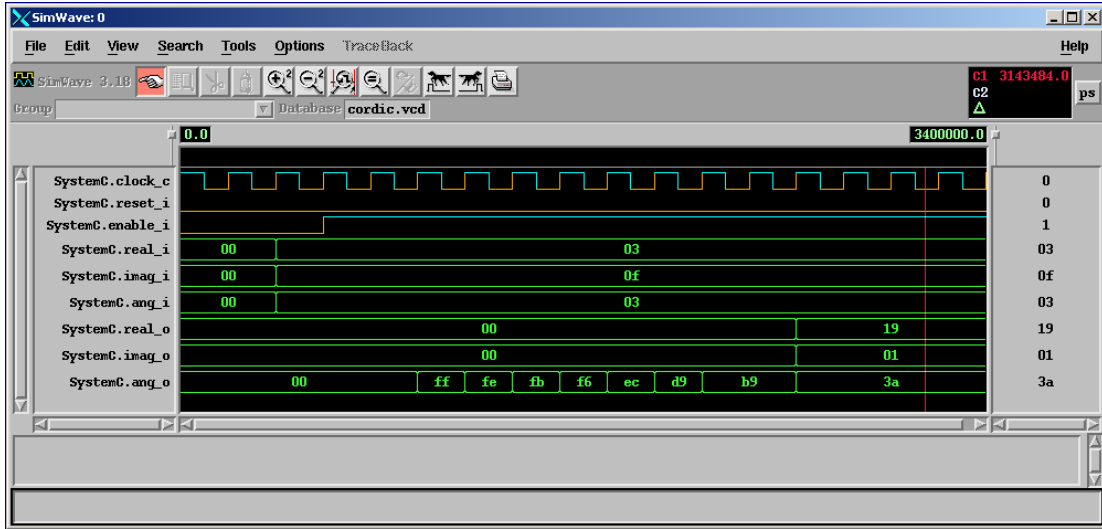 SimWave: 0
File Edit View Search Tools Options TraceBack Help
SimWave 3.18 C1 3143484.0
C2 ps
Group Database cordic.vcd Δ
0.0 3400000.0
SystemC.clock_c 0
SystemC.reset_i 0
SystemC.enable_i 1
SystemC.real_i 00 03 03
SystemC.imaq_i 00 0f 0f
SystemC.ang_i 00 03 03
SystemC.real_o 00 19 19
SystemC.imaq_o 00 01 01
SystemC.ang_o 00 ff fe fb f6 ec d9 b9 3a 3a